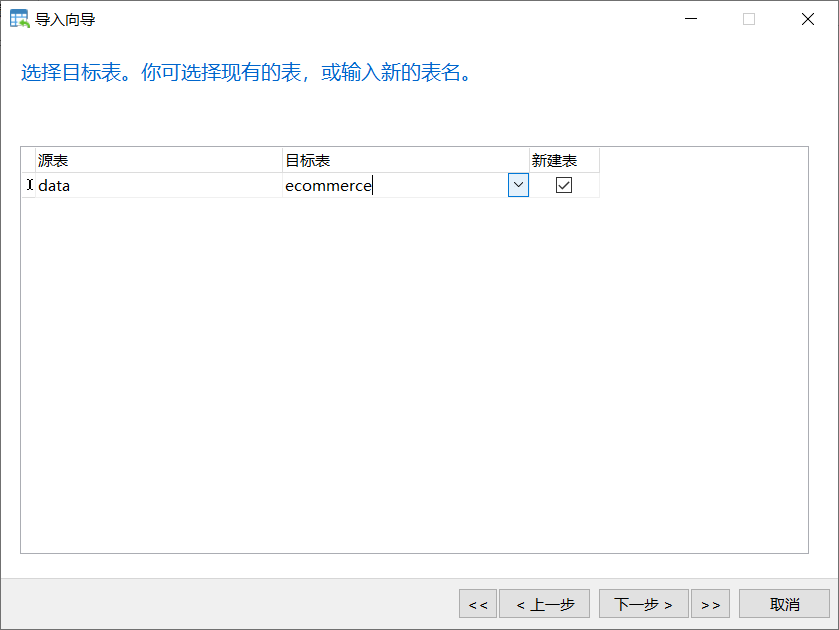 导入向导
选择目标表。你可选择现有的表，或输入新的表名。
源表 目标表 新建表
data ecommerce
<< < 上一步 下一步 > >> 取消